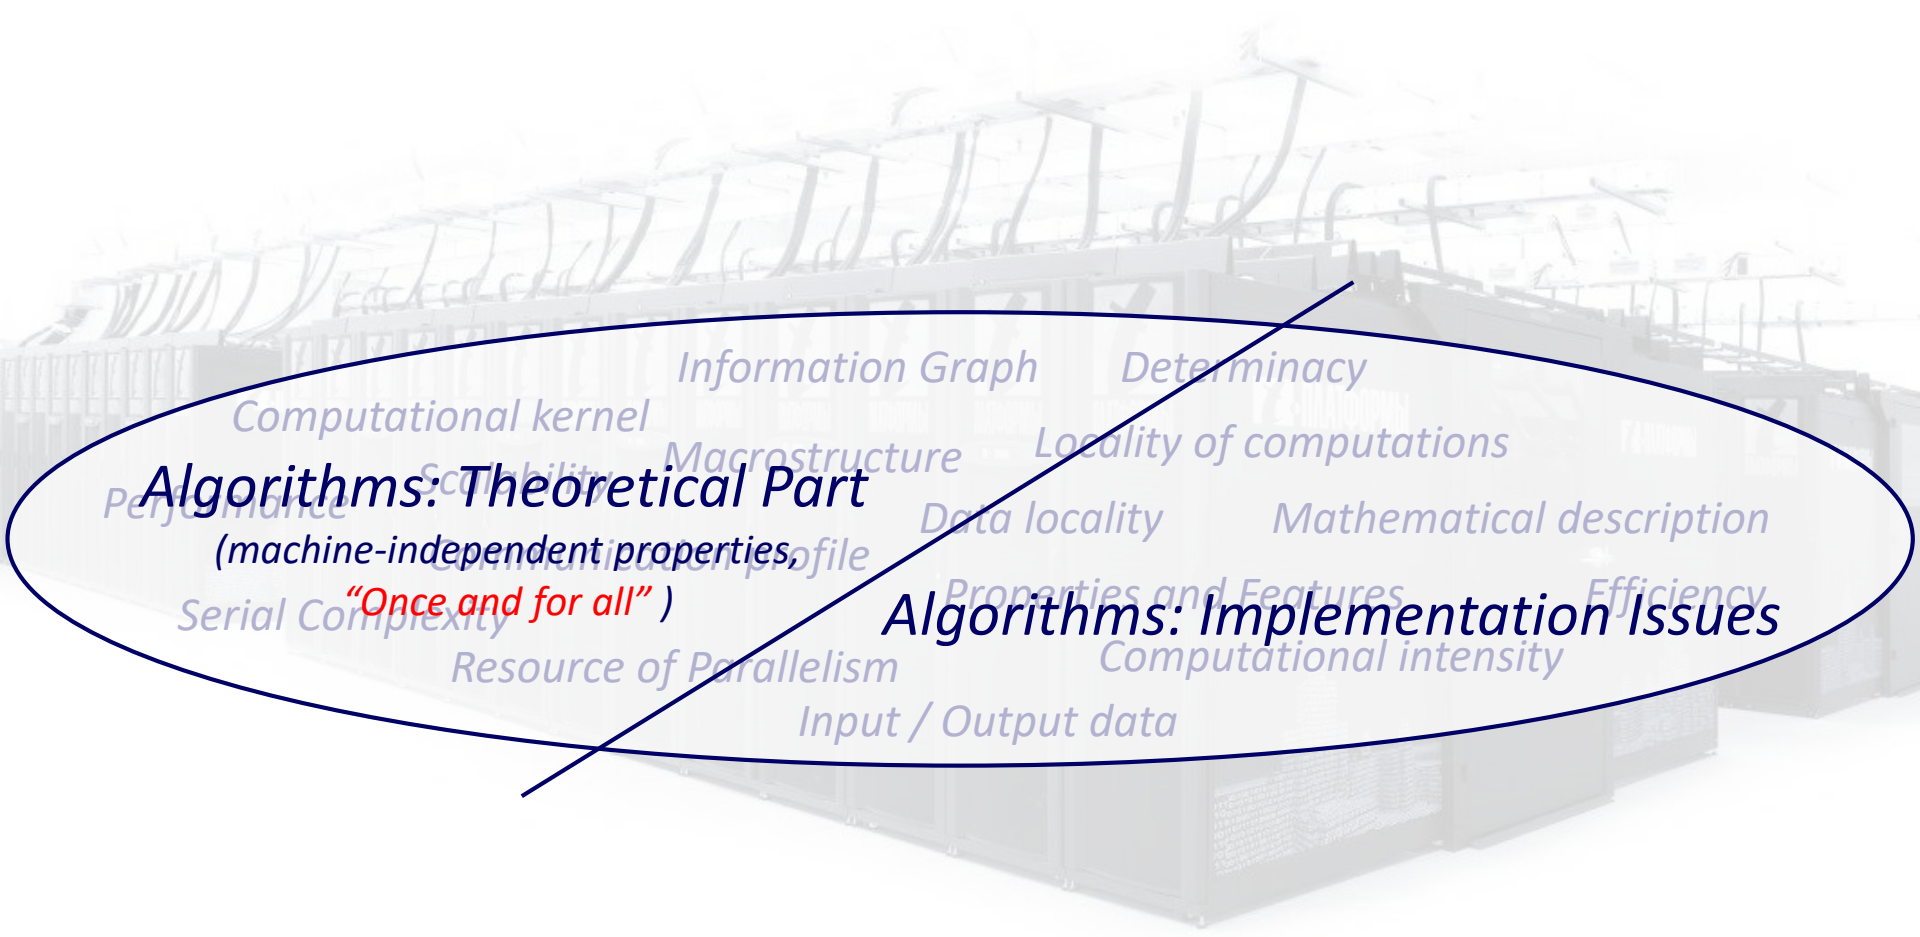 Information Graph
Determinacy
Computational kernel
Macrostructure
Locality of computations
Scalability
Algorithms: Theoretical Part
Performance
Data locality
Mathematical description
(machine-independent properties,
Communication profile
“Once and for all” )
Serial Complexity
Properties and Features
Efficiency
Algorithms: Implementation Issues
Resource of Parallelism
Computational intensity
Input / Output data